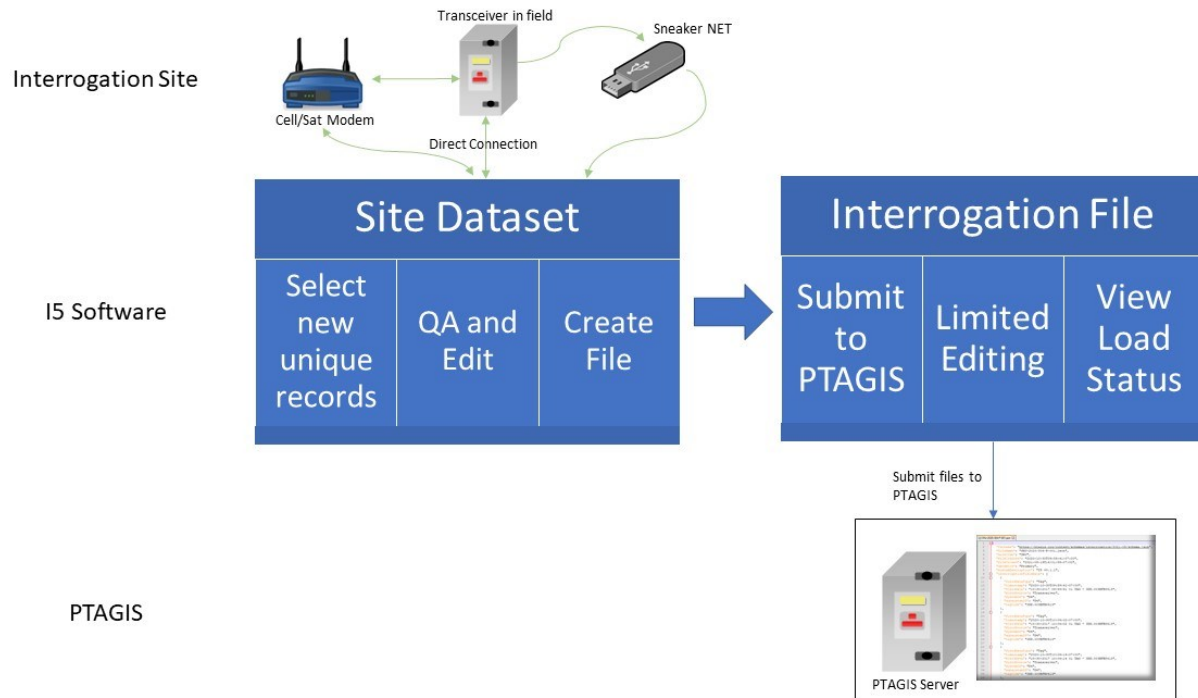 Transceiver in field
Sneaker NET
Interrogation Site
Cell/Sat Modem
Direct Connection
Site Dataset
Interrogation File
I5 Software
Select
new
unique
records
QA and
Edit
Create
File
Submit
to
PTAGIS
Limited
Editing
View
Load
Status
Submit files to
PTAGIS
PTAGIS
PTAGIS Server